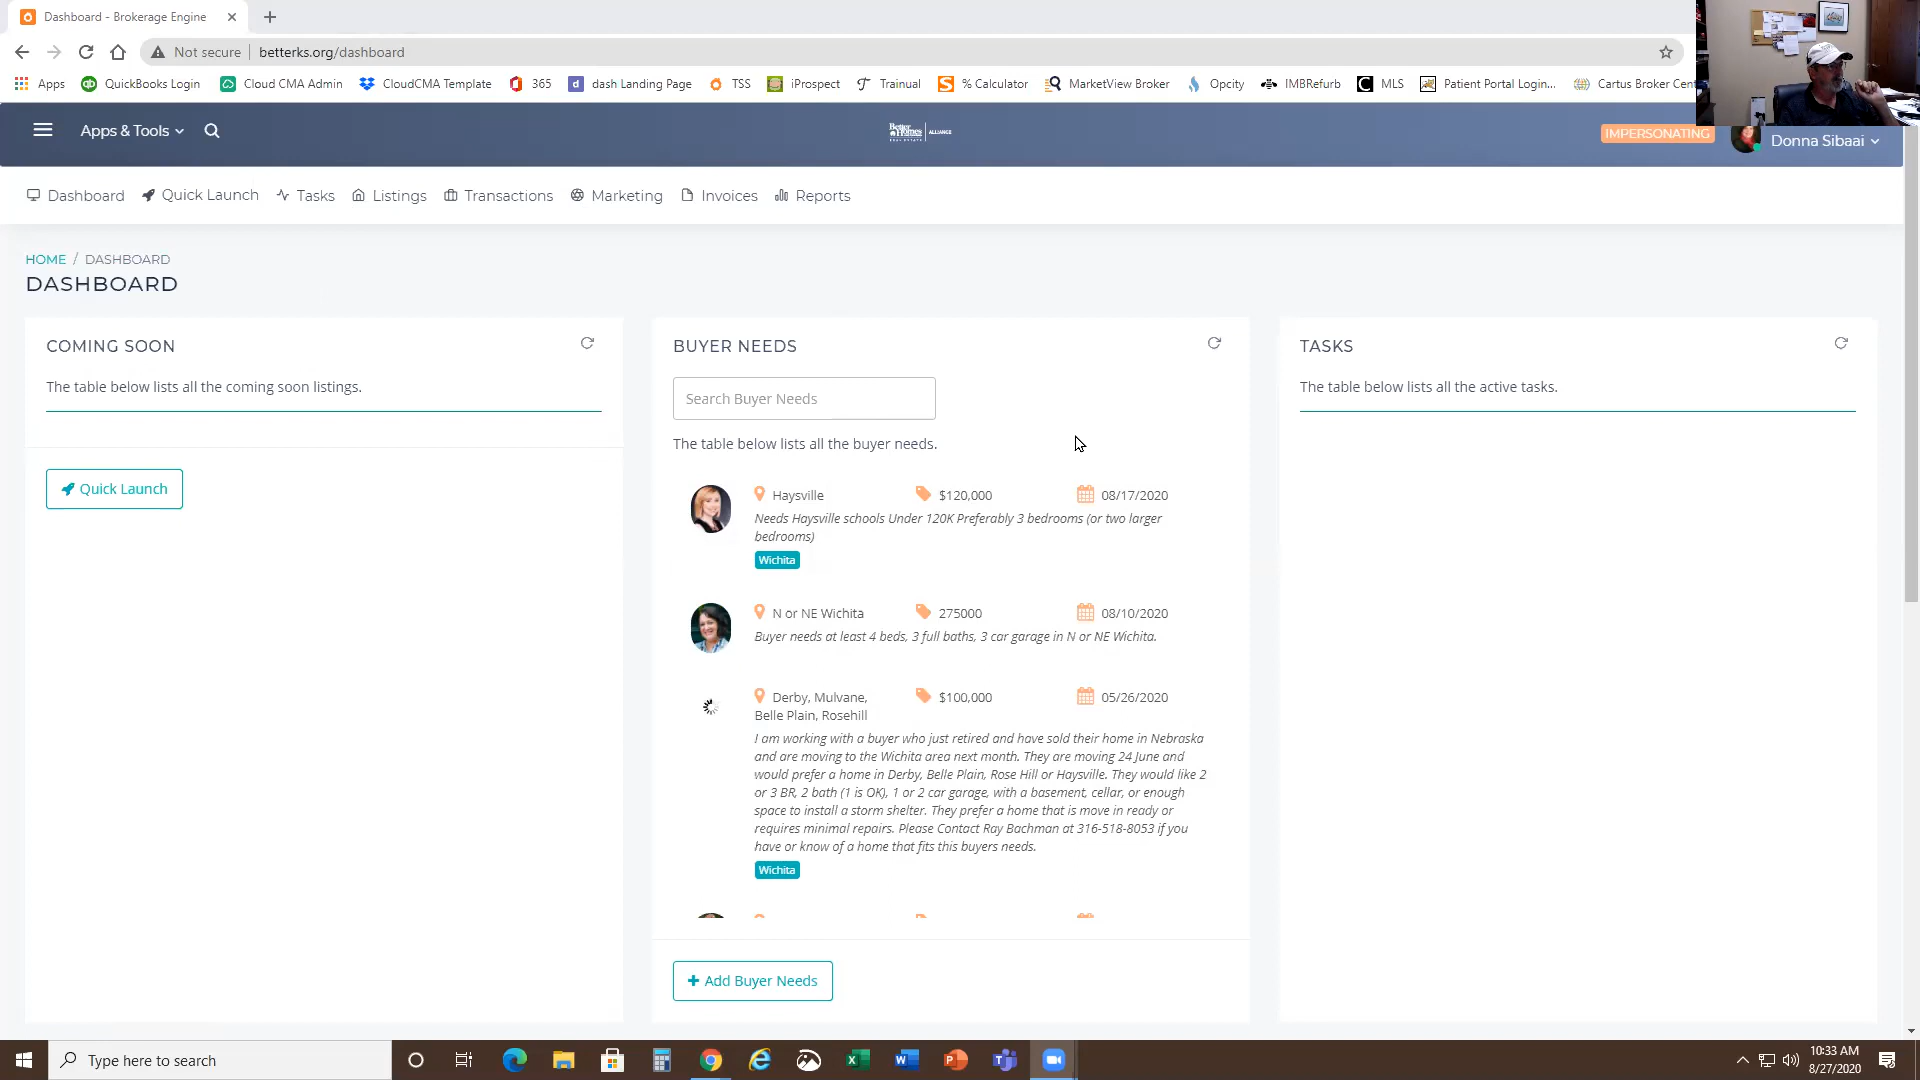 Dashboard - Brokerage Engine
Not secure betterks.org/dashboard
Apps QuickBooks Login Cloud CMA Admin CloudCMA Template 365 dash Landing Page TSS iProspect Trainual % Calculator MarketView Broker Opcity IMBRefurb MLS Patient Portal Login... Cartus Broker Cent
Apps & Tools
Better Homes REAL ESTATE ALLIANCE
IMPERSONATING
Donna Sibaai
Dashboard Quick Launch Tasks Listings Transactions Marketing Invoices Reports
HOME / DASHBOARD
DASHBOARD
COMING SOON
The table below lists all the coming soon listings.
Quick Launch
BUYER NEEDS
Search Buyer Needs
The table below lists all the buyer needs.
Haysville $120,000 08/17/2020
Needs Haysville schools Under 120K Preferably 3 bedrooms (or two larger
bedrooms)
Wichita
N or NE Wichita 275000 08/10/2020
Buyer needs at least 4 beds, 3 full baths, 3 car garage in N or NE Wichita.
Derby, Mulvane, $100,000 05/26/2020
Belle Plain, Rosehill
I am working with a buyer who just retired and have sold their home in Nebraska
and are moving to the Wichita area next month. They are moving 24 June and
would prefer a home in Derby, Belle Plain, Rose Hill or Haysville. They would like 2
or 3 BR, 2 bath (1 is OK), 1 or 2 car garage, with a basement, cellar, or enough
space to install a storm shelter. They prefer a home that is move in ready or
requires minimal repairs. Please Contact Ray Bachman at 316-518-8053 if you
have or know of a home that fits this buyers needs.
Wichita
+ Add Buyer Needs
TASKS
The table below lists all the active tasks.
Type here to search
10:33 AM
8/27/2020